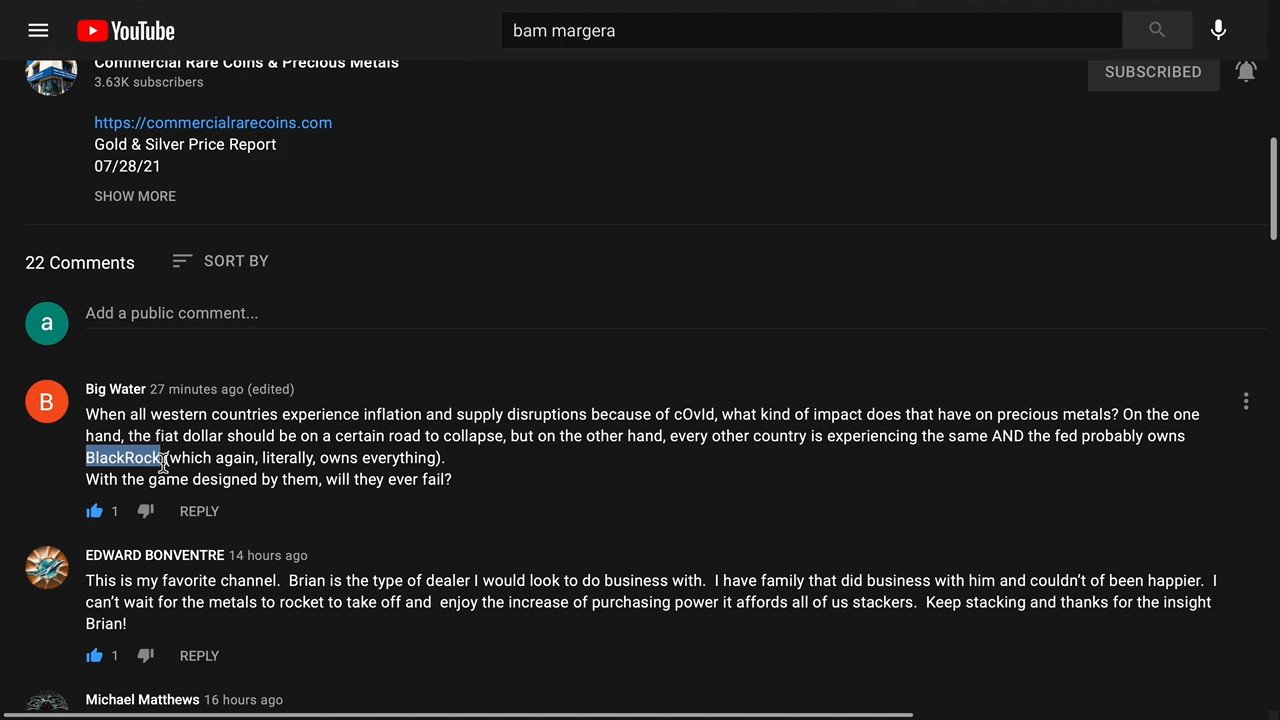 YouTube
bam margera
Commercial Rare Coins & Precious Metals
3.63K subscribers
SUBSCRIBED
https://commercialrarecoins.com
Gold & Silver Price Report
07/28/21
SHOW MORE
22 Comments
SORT BY
a
Add a public comment...
Big Water 27 minutes ago (edited)
B
When all western countries experience inflation and supply disruptions because of cOvId, what kind of impact does that have on precious metals? On the one
hand, the fiat dollar should be on a certain road to collapse, but on the other hand, every other country is experiencing the same AND the fed probably owns
BlackRock (which again, literally, owns everything).
With the game designed by them, will they ever fail?
1 REPLY
EDWARD BONVENTRE 14 hours ago
This is my favorite channel.  Brian is the type of dealer I would look to do business with.  I have family that did business with him and couldn't of been happier.  I
can't wait for the metals to rocket to take off and  enjoy the increase of purchasing power it affords all of us stackers.  Keep stacking and thanks for the insight
Brian!
1 REPLY
Michael Matthews 16 hours ago